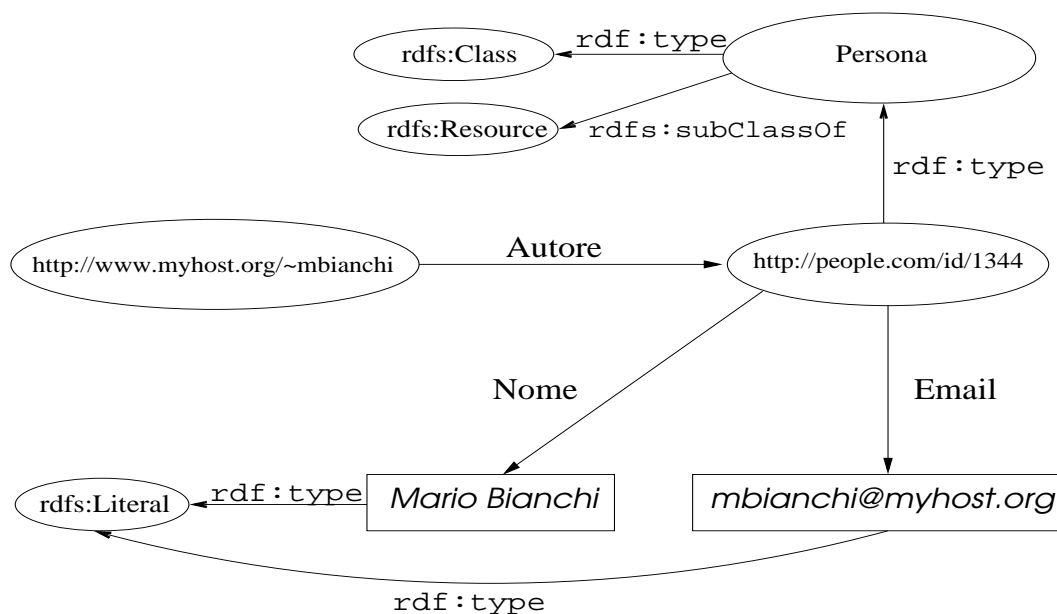 rdf:type
rdfs:Class
Persona
rdfs:Resource
rdfs:subClassOf
rdf:type
Autore
http://www.myhost.org/~mbianchi
http://people.com/id/1344
Nome
Email
rdfs:Literal
rdf:type
Mario Bianchi
mbianchi@myhost.org
rdf:type